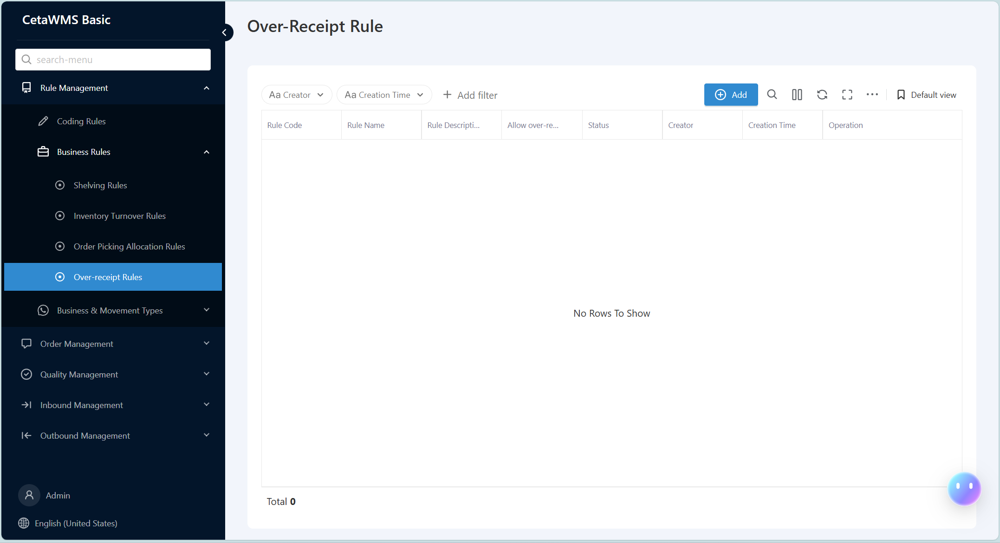 CetaWMS Basic
search-menu
Rule Management
Coding Rules
Business Rules
Shelving Rules
Inventory Turnover Rules
Order Picking Allocation Rules
Over-receipt Rules
Business & Movement Types
Order Management
Quality Management
Inbound Management
Outbound Management
Admin
English (United States)
Over-Receipt Rule
Aa Creator Aa Creation Time Add filter Add Default view
Rule Code Rule Name Rule Descripti... Allow over-re... Status Creator Creation Time Operation
No Rows To Show
Total 0